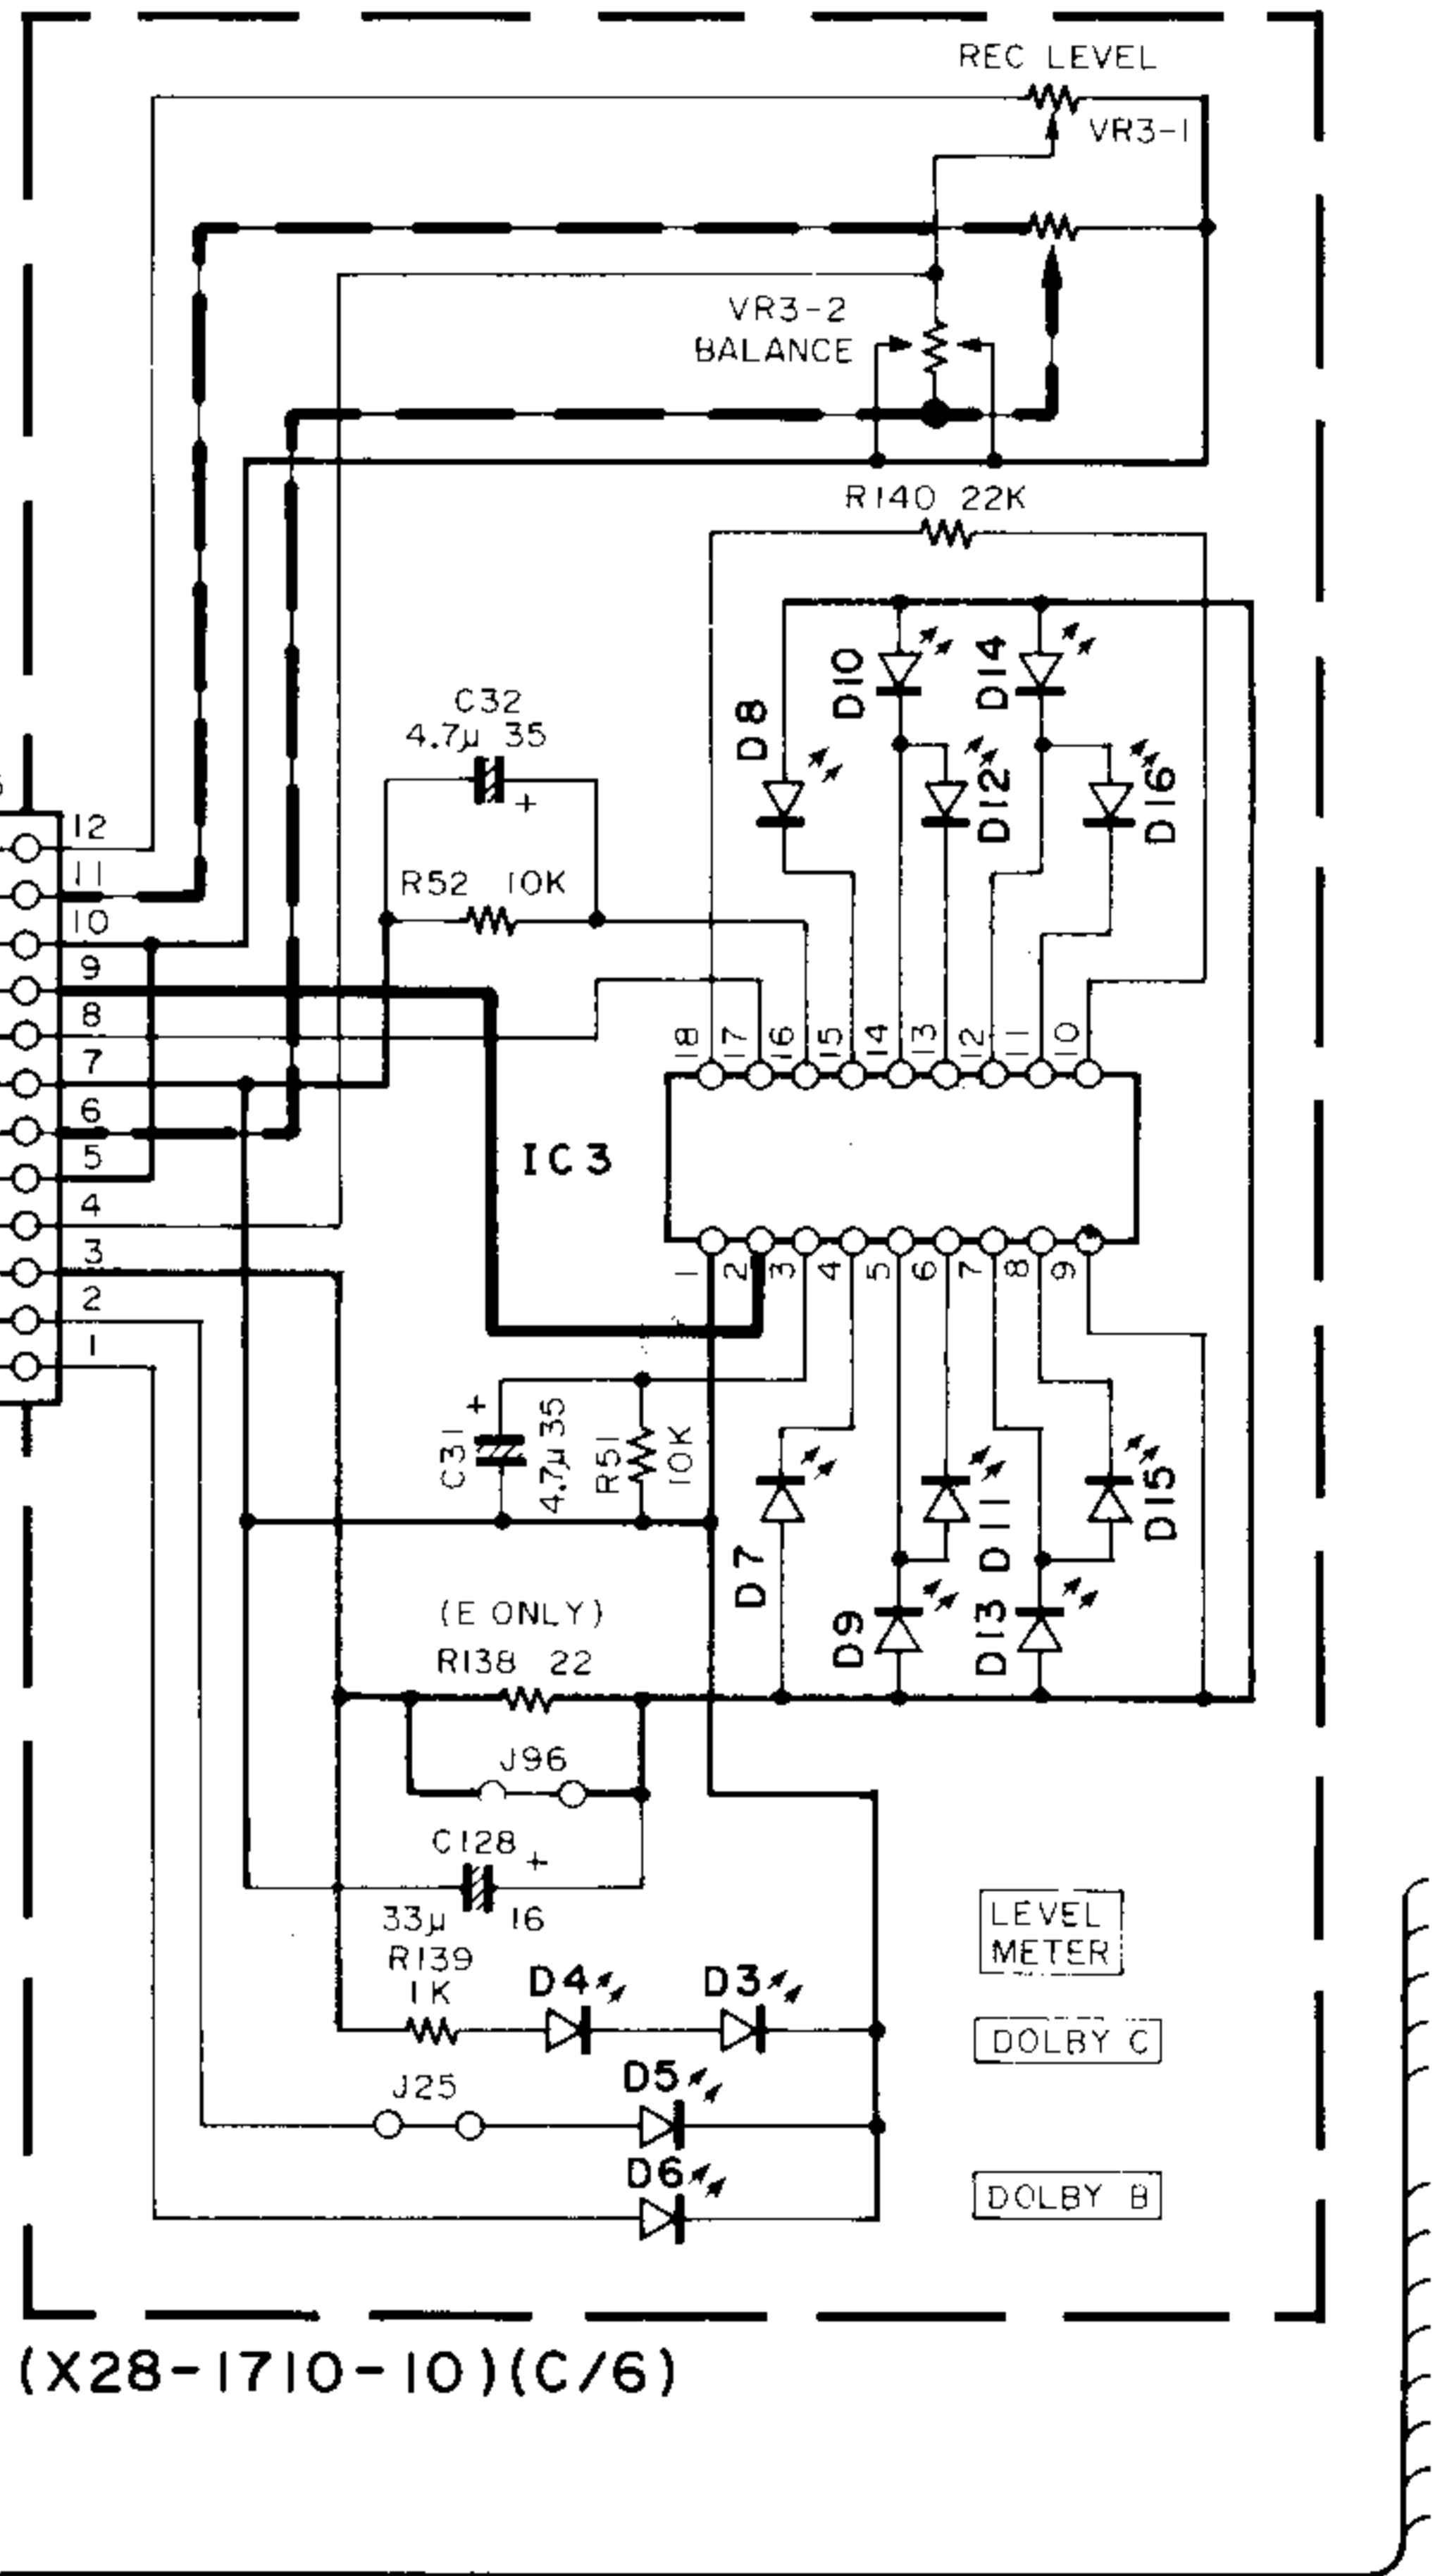 REC LEVEL
VR3-1
VR3-2
BALANCE
R140 22K
D10
D14
C32
4.7µ 35
+
D8
D12
D16
12
11
R52 10K
10
9
8
7
6
5
4
3
2
1
18
17
16
15
14
13
12
11
10
IC3
1
2
3
4
5
6
7
8
9
+
C31
4.7µ 35
R51
10K
D7
D11
D15
D9
D13
(E ONLY)
R138 22
J96
C128
+
33µ 16
R139
1K
D4
D3
LEVEL
METER
DOLBY C
J25
D5
D6
DOLBY B
(X28-1710-10)(C/6)